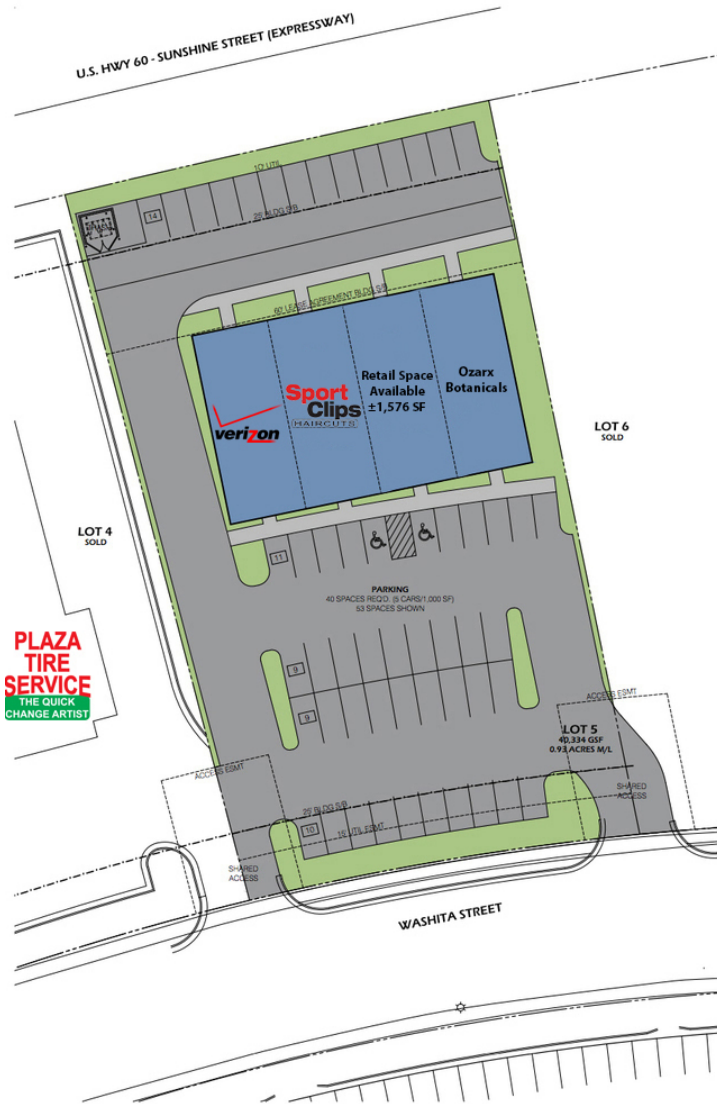 U.S. HWY 60 - SUNSHINE STREET (EXPRESSWAY)
10' UTIL
14
25' BLDG S/B
60' LEASE AGREEMENT BLDG S/B
verizon
Sport
Clips
HAIRCUTS
Retail Space
Available
±1,576 SF
Ozarx
Botanicals
LOT 6
SOLD
LOT 4
SOLD
11
PARKING
40 SPACES REQ'D. (5 CARS/1,000 SF)
53 SPACES SHOWN
PLAZA
TIRE
SERVICE
THE QUICK
CHANGE ARTIST
9
9
ACCESS ESMT
LOT 5
40,334 GSF
0.93 ACRES M/L
ACCESS ESMT
SHARED
ACCESS
25' BLDG S/B
10
15' UTIL ESMT
SHARED
ACCESS
WASHITA STREET